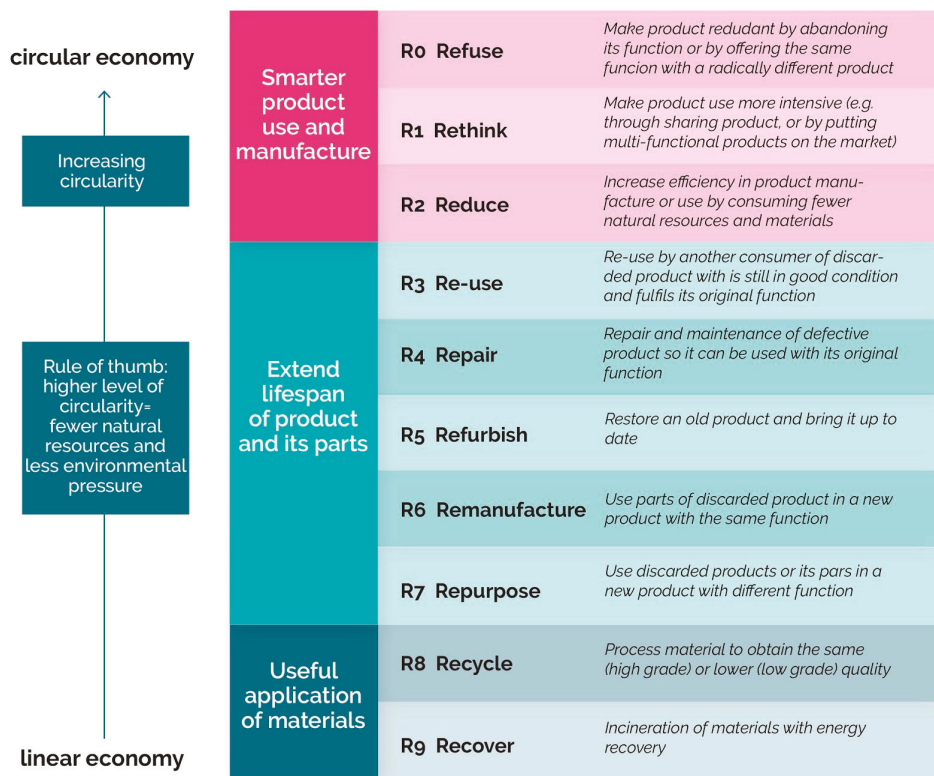 circular economy
Increasing
circularity
Rule of thumb:
higher level of
circularity=
fewer natural
resources and
less environmental
pressure
linear economy
Smarter
product
use and
manufacture
R0 Refuse
Make product redudant by abandoning
its function or by offering the same
funcion with a radically different product
R1 Rethink
Make product use more intensive (e.g.
through sharing product, or by putting
multi-functional products on the market)
R2 Reduce
Increase efficiency in product manu-
facture or use by consuming fewer
natural resources and materials
Extend
lifespan
of product
and its parts
R3 Re-use
Re-use by another consumer of discar-
ded product with is still in good condition
and fulfils its original function
R4 Repair
Repair and maintenance of defective
product so it can be used with its original
function
R5 Refurbish
Restore an old product and bring it up to
date
R6 Remanufacture
Use parts of discarded product in a new
product with the same function
R7 Repurpose
Use discarded products or its pars in a
new product with different function
Useful
application
of materials
R8 Recycle
Process material to obtain the same
(high grade) or lower (low grade) quality
R9 Recover
Incineration of materials with energy
recovery